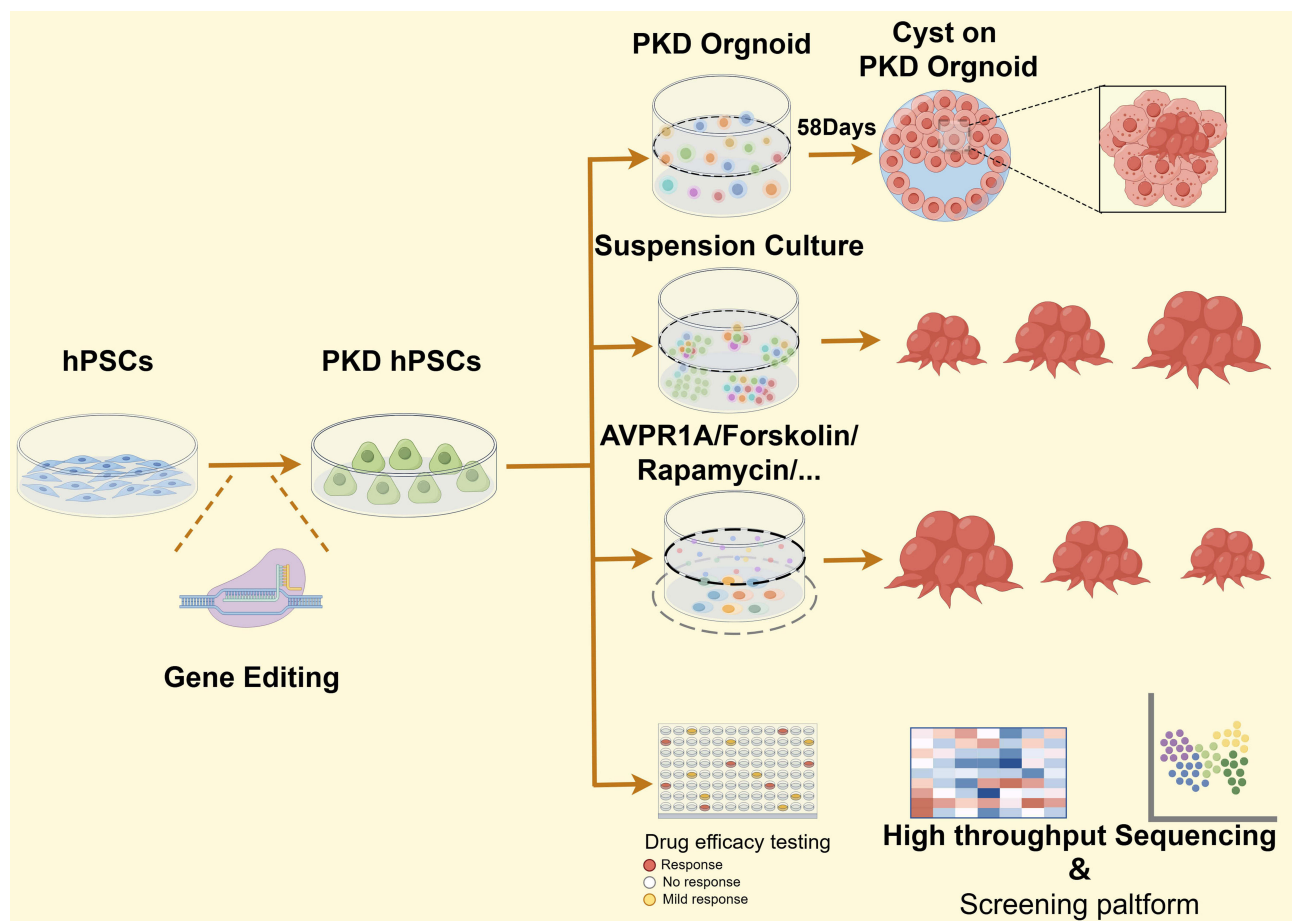 PKD Orgnoid
Cyst on
PKD Orgnoid
58Days
Suspension Culture
hPSCs
PKD hPSCs
AVPR1A/Forskolin/
Rapamycin/...
Gene Editing
Drug efficacy testing
Response
No response
Mild response
High throughput Sequencing
&
Screening paltform